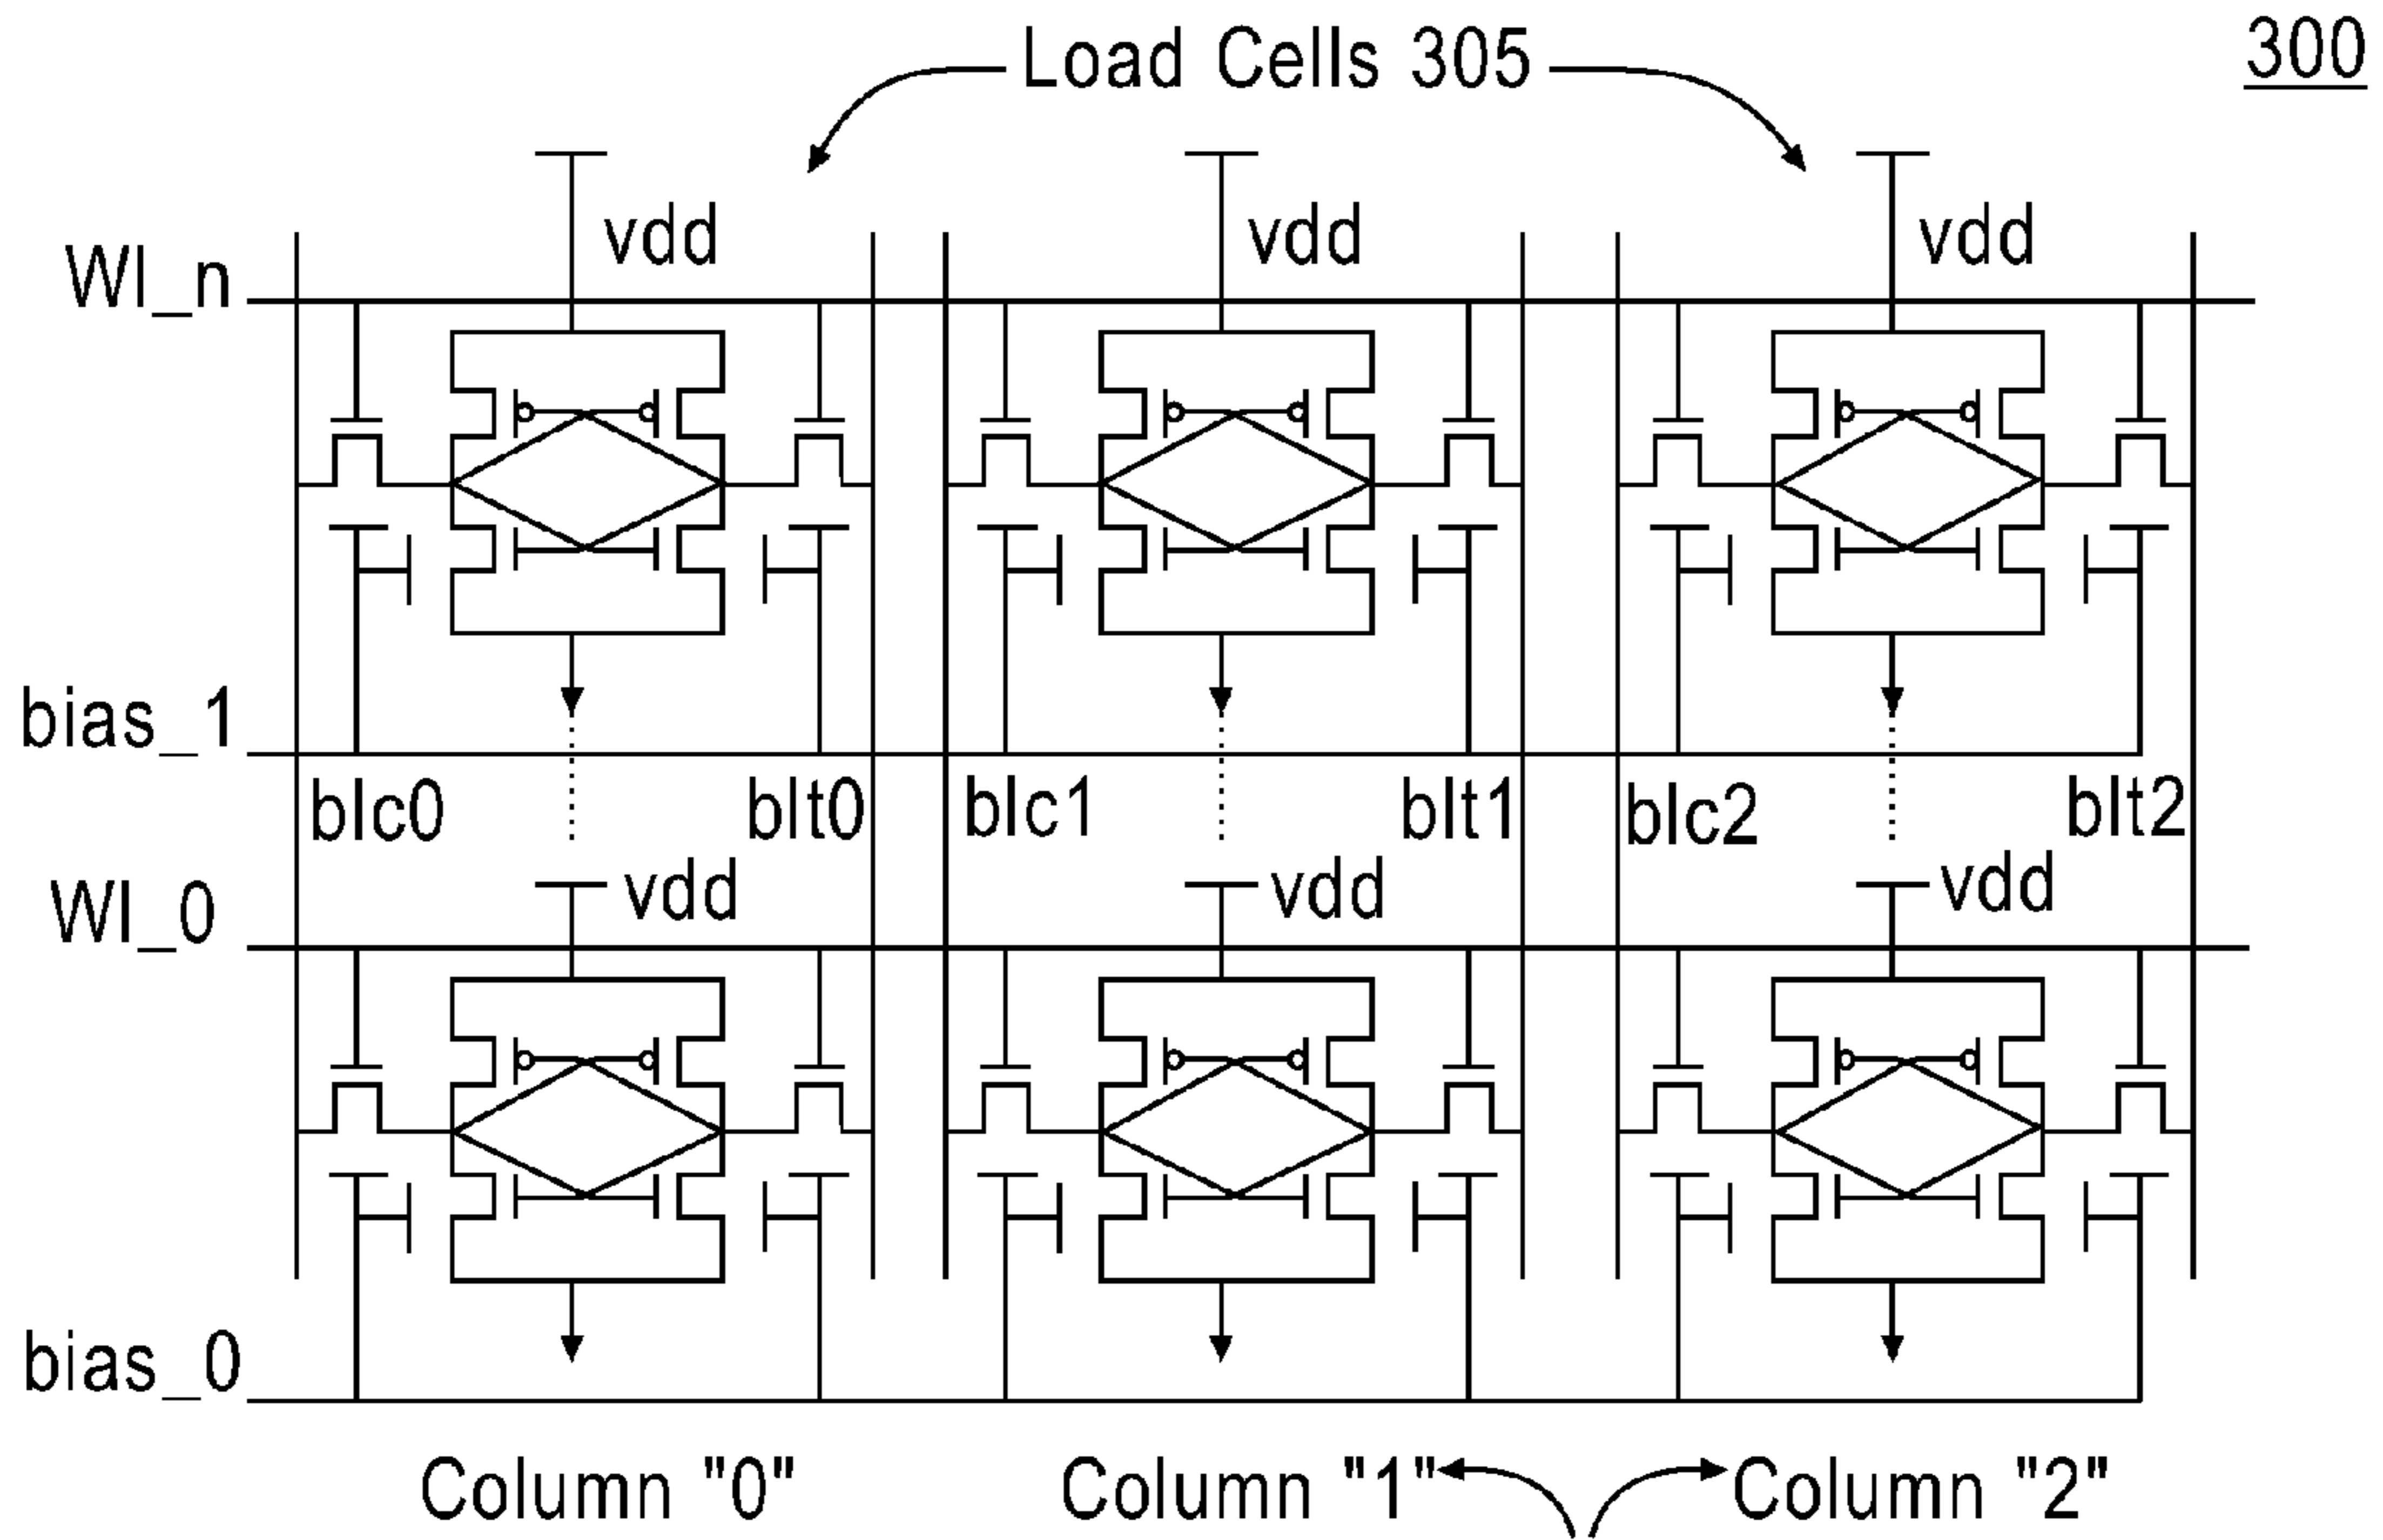 Load Cells 305
300
vdd vdd vdd
Wl_n
bias_1
blc0 blt0 blc1 blt1 blc2 blt2
vdd vdd vdd
Wl_0
bias_0
Column "0" Column "1" Column "2"